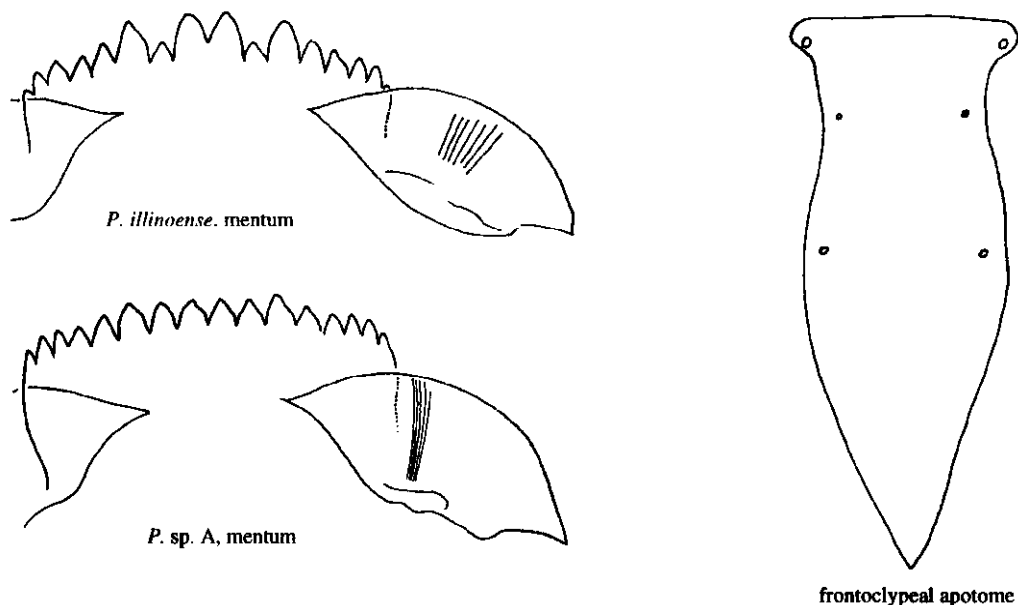 P. illinoense. mentum
P. sp. A, mentum
frontoclypeal apotome